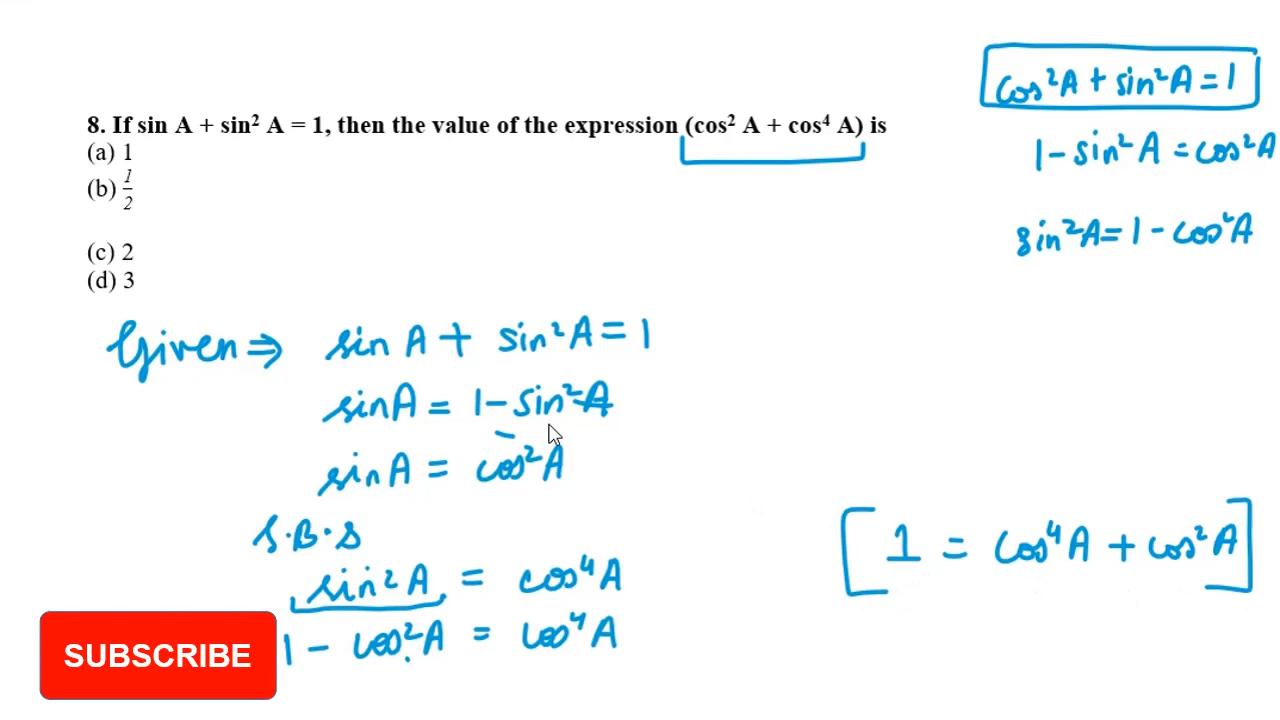 cos²A + sin²A = 1
8. If sin A + sin² A = 1, then the value of the expression (cos² A + cos⁴ A) is
(a) 1
1 - sin²A = cos²A
(b) 1/2
sin²A = 1 - cos²A
(c) 2
(d) 3
Given ⇒ sin A + sin²A = 1
sinA = 1 - sin²A
sin A = cos²A
S.B.S
sin²A = cos⁴A
[1 = cos⁴A + cos²A]
1 - cos²A = cos⁴A
SUBSCRIBE